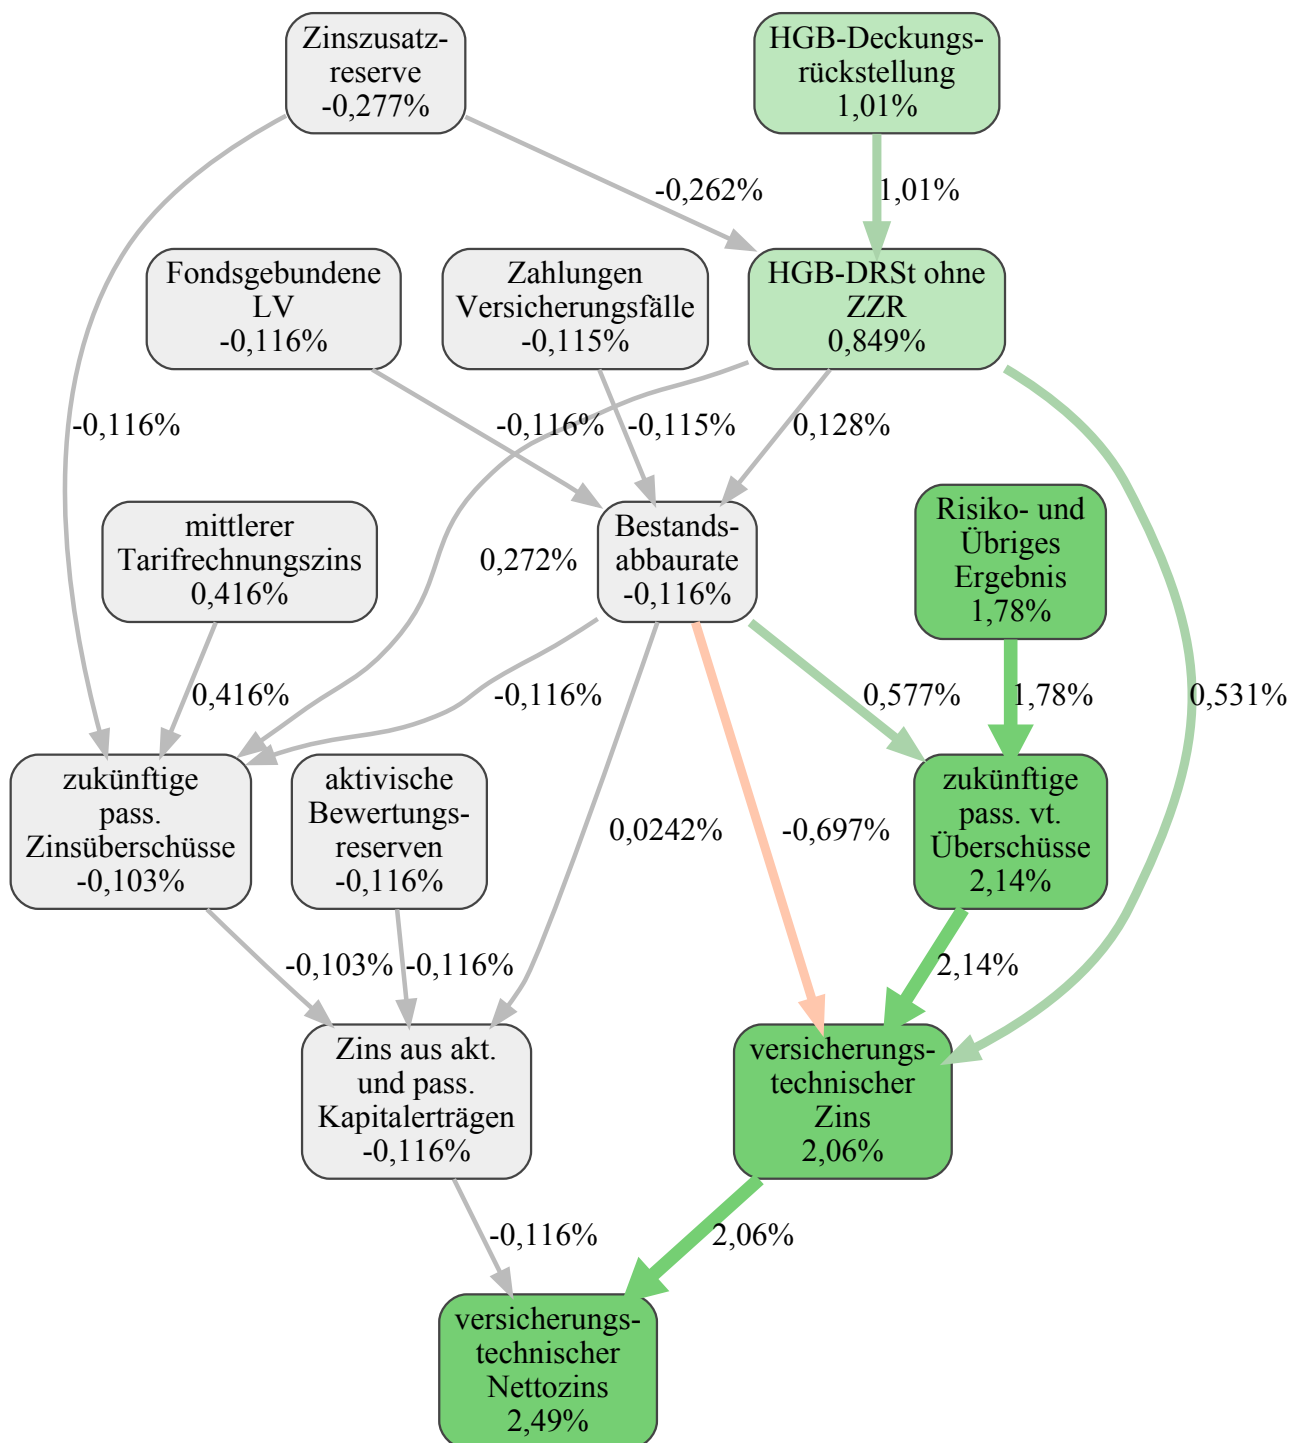 Zinszusatz-
reserve
-0,277%
HGB-Deckungs-
rückstellung
1,01%
-0,262%
1,01%
Fondsgebundene
LV
-0,116%
Zahlungen
Versicherungsfälle
-0,115%
HGB-DRSt ohne
ZZR
0,849%
-0,116%
-0,116%
-0,115%
0,128%
mittlerer
Tarifrechnungszins
0,416%
0,272%
Bestands-
abbaurate
-0,116%
Risiko- und
Übriges
Ergebnis
1,78%
0,416%
-0,116%
0,577%
1,78%
0,531%
zukünftige
pass.
Zinsüberschüsse
-0,103%
aktivische
Bewertungs-
reserven
-0,116%
0,0242%
-0,697%
zukünftige
pass. vt.
Überschüsse
2,14%
-0,103%
-0,116%
2,14%
Zins aus akt.
und pass.
Kapitalerträgen
-0,116%
versicherungs-
technischer
Zins
2,06%
-0,116%
2,06%
versicherungs-
technischer
Nettozins
2,49%